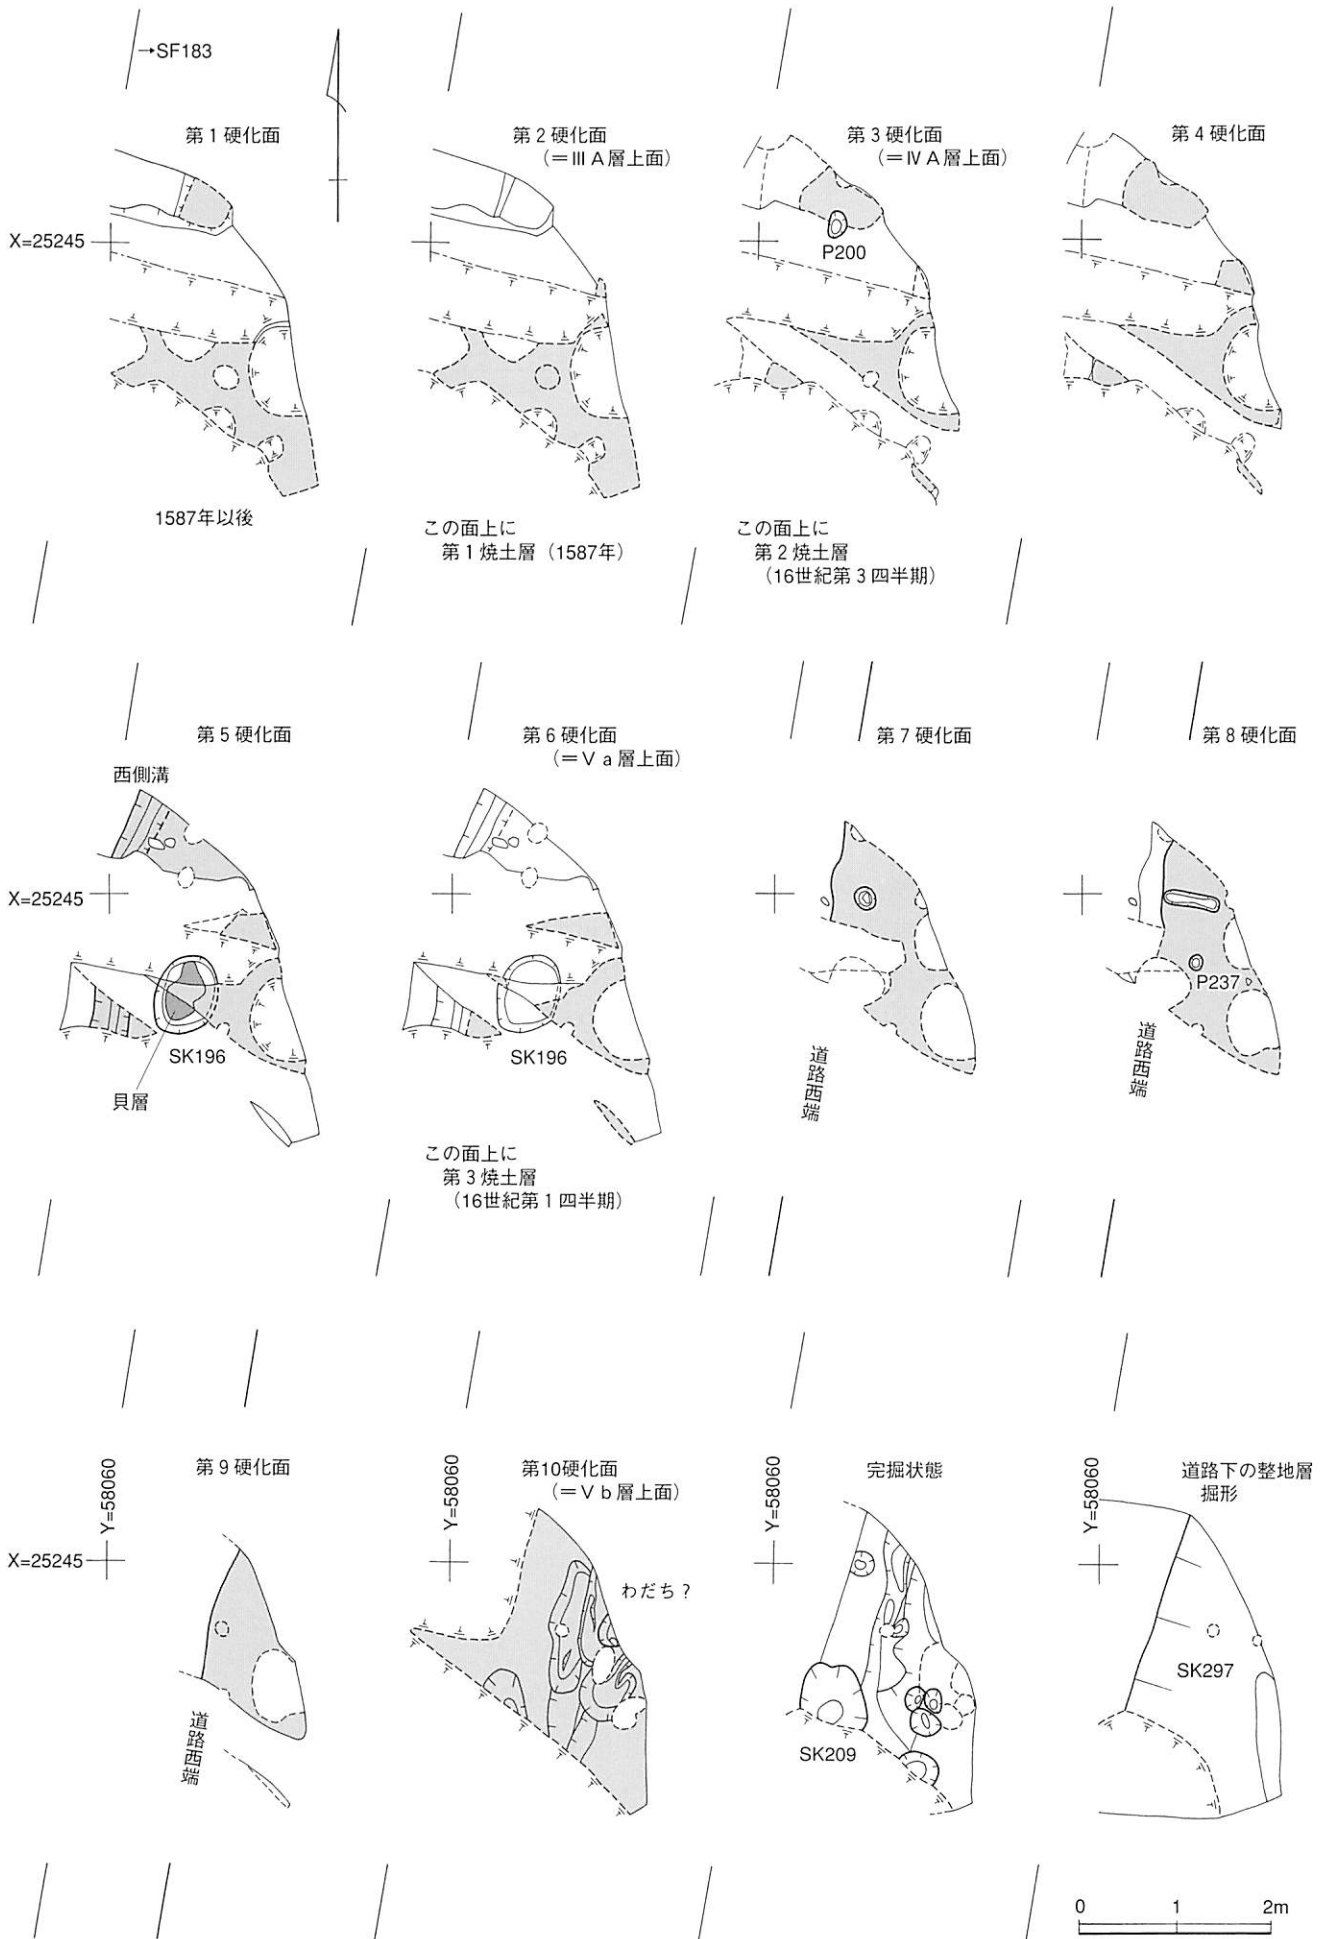 →SF183
第1硬化面
第2硬化面
(=ⅢA層上面)
第3硬化面
(=ⅣA層上面)
第4硬化面
X=25245
P200
1587年以後
この面上に
第1焼土層(1587年)
この面上に
第2焼土層
(16世紀第3四半期)
第5硬化面
西側溝
第6硬化面
(=Ⅴa層上面)
第7硬化面
第8硬化面
X=25245
SK196
貝層
SK196
P237
道路西端
道路西端
この面上に
第3焼土層
(16世紀第1四半期)
第9硬化面
Y=58060
第10硬化面
(=Ⅴb層上面)
Y=58060
完掘状態
Y=58060
道路下の整地層
掘形
Y=58060
X=25245
わだち?
SK297
道路西端
SK209
0 1 2m